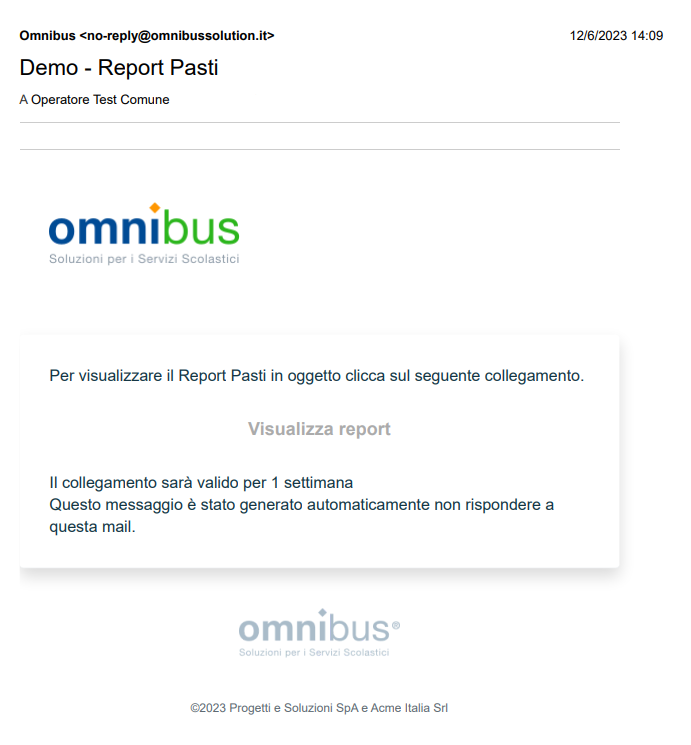 Omnibus <no-reply@omnibussolution.it> 12/6/2023 14:09
Demo - Report Pasti
A Operatore Test Comune
omnibus
Soluzioni per i Servizi Scolastici
Per visualizzare il Report Pasti in oggetto clicca sul seguente collegamento.
Visualizza report
Il collegamento sarà valido per 1 settimana
Questo messaggio è stato generato automaticamente non rispondere a
questa mail.
omnibus®
Soluzioni per i Servizi Scolastici
©2023 Progetti e Soluzioni SpA e Acme Italia Srl